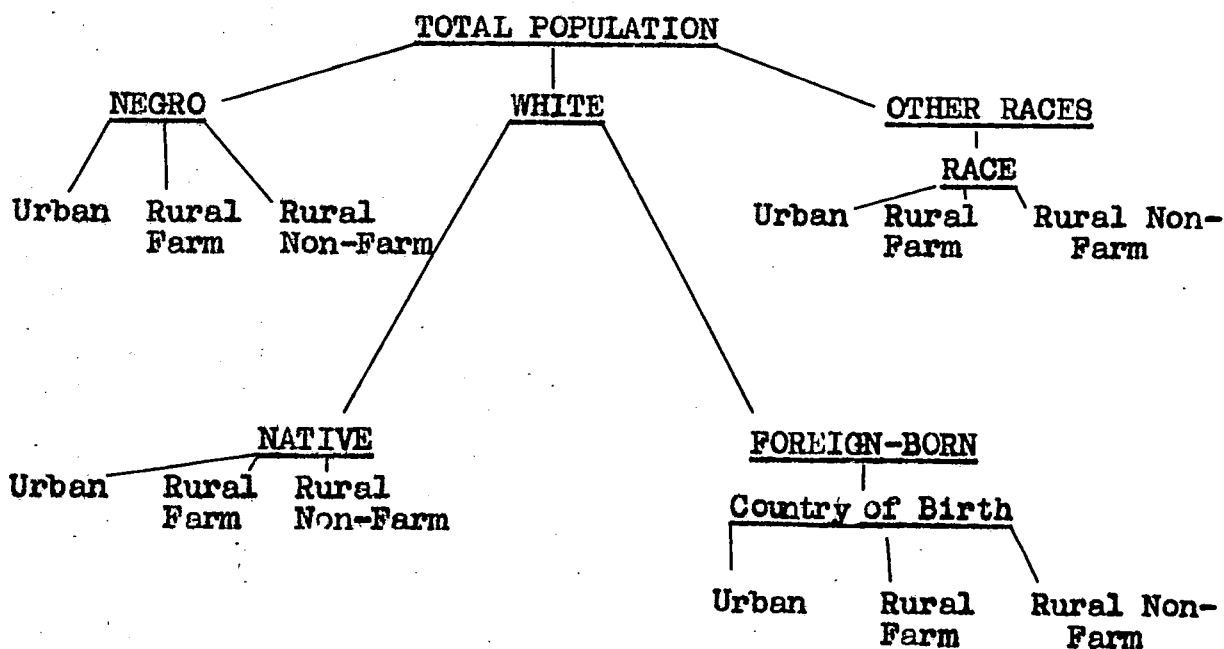 TOTAL POPULATION
NEGRO
WHITE
OTHER RACES
RACE
Urban
Rural
Farm
Rural
Non-Farm
Urban
Rural
Farm
Rural Non-
Farm
NATIVE
FOREIGN-BORN
Urban
Rural
Farm
Rural
Non-Farm
Country of Birth
Urban
Rural
Farm
Rural Non-
Farm